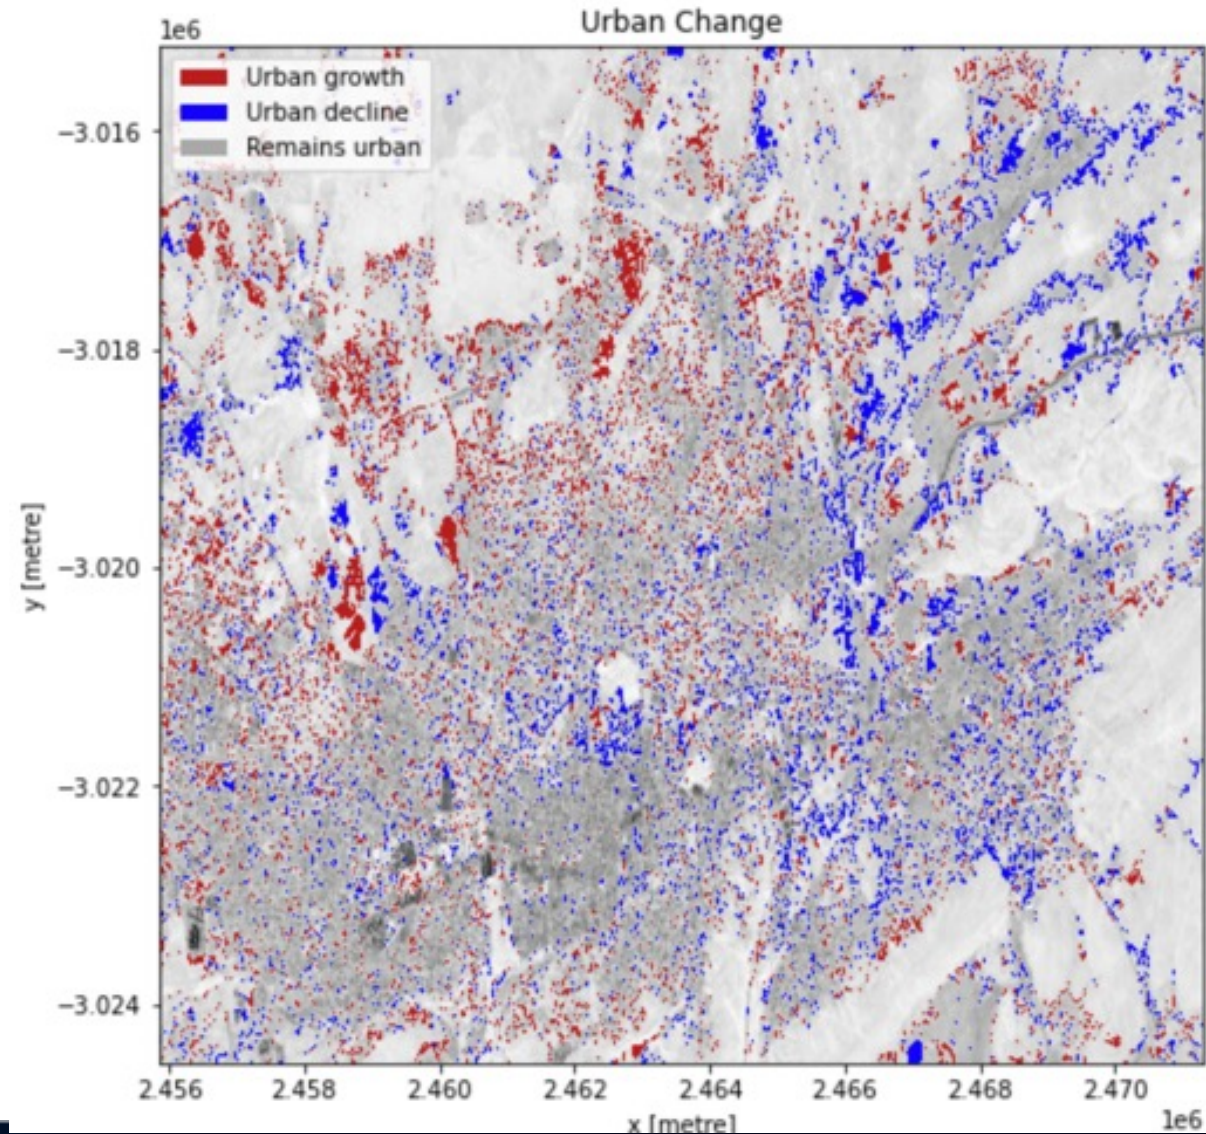 Urban Change
1e6
Urban growth
Urban decline
Remains urban
−3.016
−3.018
−3.020
−3.022
−3.024
y [metre]
2.456 2.458 2.460 2.462 2.464 2.466 2.468 2.470
x [metre]
1e6